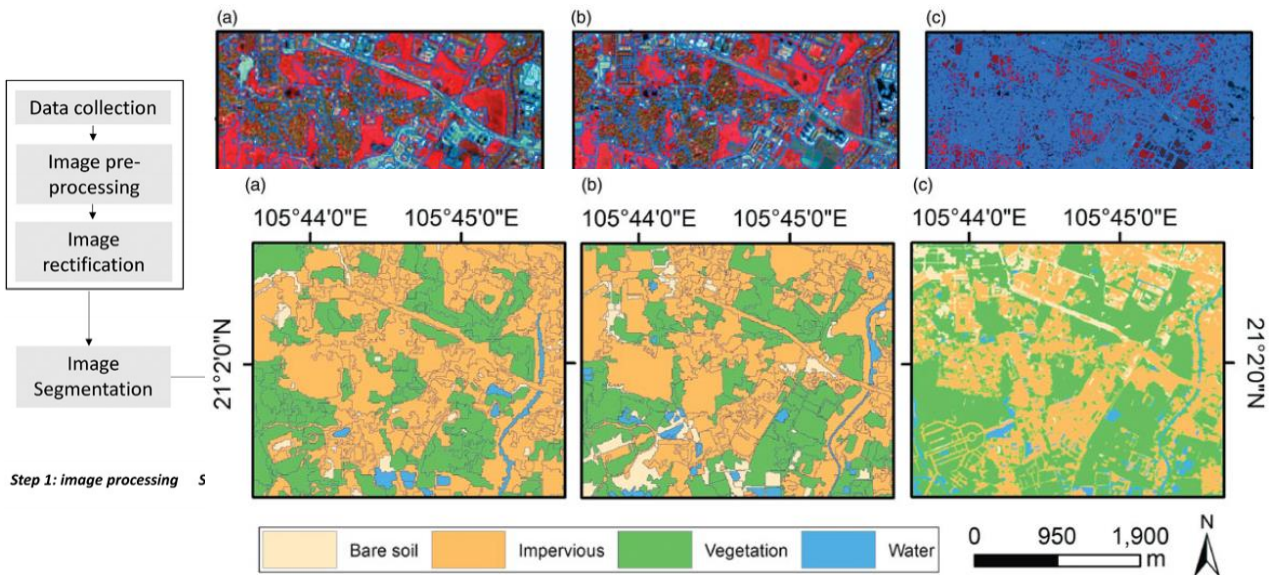 (a)
(b)
(c)
Data collection
Image pre-
processing
Image
rectification
Image
Segmentation
Step 1: image processing S
(a)
(b)
(c)
105°44'0"E 105°45'0"E
105°44'0"E 105°45'0"E
105°44'0"E 105°45'0"E
21°2'0"N
21°2'0"N
Bare soil
Impervious
Vegetation
Water
0 950 1,900
m
N